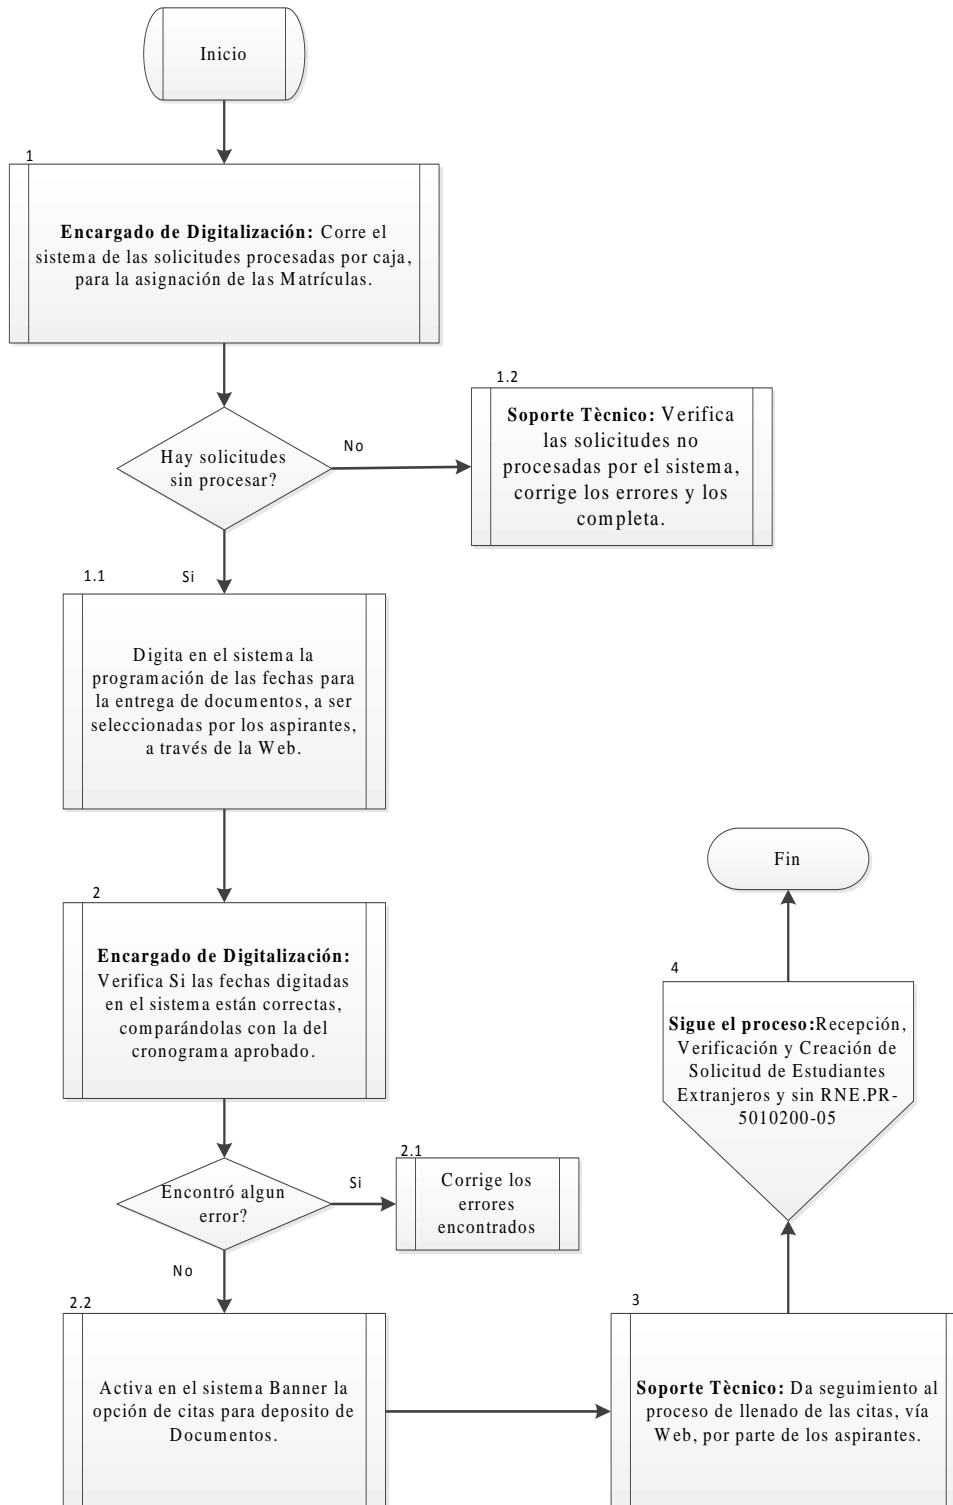 Inicio
1
Encargado de Digitalización: Corre el
sistema de las solicitudes procesadas por caja,
para la asignación de las Matrículas.
Hay solicitudes
sin procesar?
No
1.2
Soporte Tècnico: Verifica
las solicitudes no
procesadas por el sistema,
corrige los errores y los
completa.
Si
1.1
Digita en el sistema la
programación de las fechas para
la entrega de documentos, a ser
seleccionadas por los aspirantes,
a través de la Web.
2
Encargado de Digitalización:
Verifica Si las fechas digitadas
en el sistema están correctas,
comparándolas con la del
cronograma aprobado.
Encontró algun
error?
Si
2.1
Corrige los
errores
encontrados
No
2.2
Activa en el sistema Banner la
opción de citas para deposito de
Documentos.
3
Soporte Tècnico: Da seguimiento al
proceso de llenado de las citas, vía
Web, por parte de los aspirantes.
4
Sigue el proceso:Recepción,
Verificación y Creación de
Solicitud de Estudiantes
Extranjeros y sin RNE.PR-
5010200-05
Fin